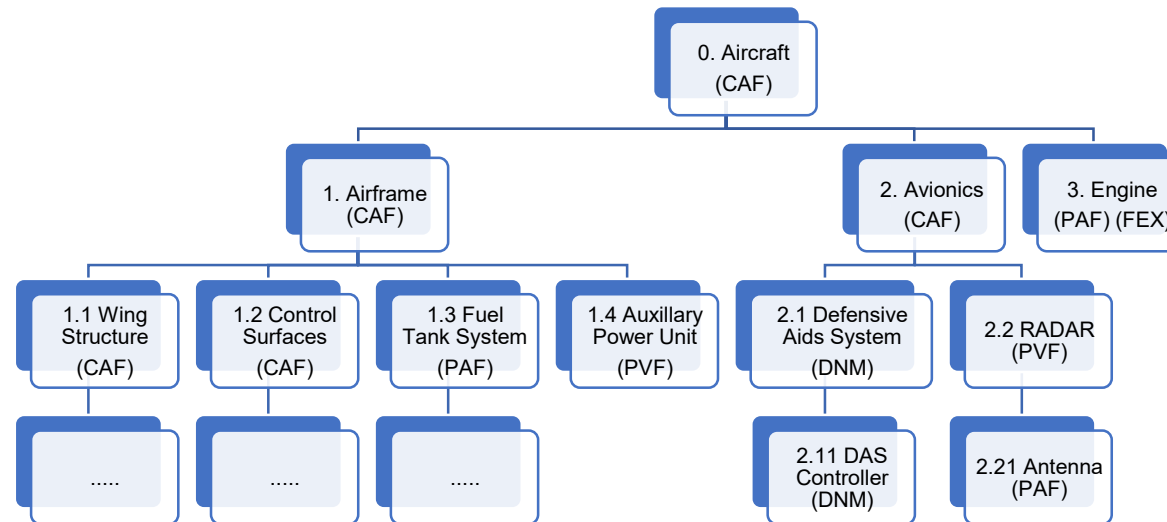 0. Aircraft
(CAF)
1. Airframe
(CAF)
2. Avionics
(CAF)
3. Engine
(PAF) (FEX)
1.1 Wing
Structure
(CAF)
1.2 Control
Surfaces
(CAF)
1.3 Fuel
Tank System
(PAF)
1.4 Auxillary
Power Unit
(PVF)
2.1 Defensive
Aids System
(DNM)
2.2 RADAR
(PVF)
.....
.....
.....
2.11 DAS
Controller
(DNM)
2.21 Antenna
(PAF)